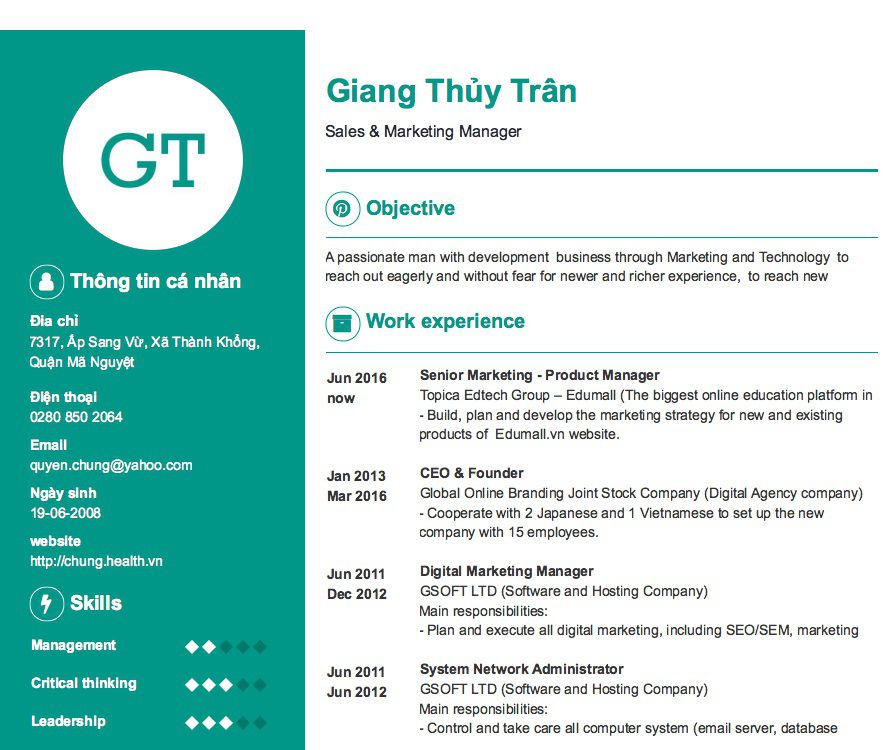 GT
Thông tin cá nhân
Địa chỉ
7317, Ấp Sang Vừ, Xã Thành Khổng,
Quận Mã Nguyệt
Điện thoại
0280 850 2064
Email
quyen.chung@yahoo.com
Ngày sinh
19-06-2008
website
http://chung.health.vn
Skills
Management
Critical thinking
Leadership
Giang Thủy Trân
Sales & Marketing Manager
Objective
A passionate man with development business through Marketing and Technology to
reach out eagerly and without fear for newer and richer experience, to reach new
Work experience
Jun 2016
now
Senior Marketing - Product Manager
Topica Edtech Group – Edumall (The biggest online education platform in
- Build, plan and develop the marketing strategy for new and existing
products of Edumall.vn website.
Jan 2013
Mar 2016
CEO & Founder
Global Online Branding Joint Stock Company (Digital Agency company)
- Cooperate with 2 Japanese and 1 Vietnamese to set up the new
company with 15 employees.
Jun 2011
Dec 2012
Digital Marketing Manager
GSOFT LTD (Software and Hosting Company)
Main responsibilities:
- Plan and execute all digital marketing, including SEO/SEM, marketing
Jun 2011
Jun 2012
System Network Administrator
GSOFT LTD (Software and Hosting Company)
Main responsibilities:
- Control and take care all computer system (email server, database